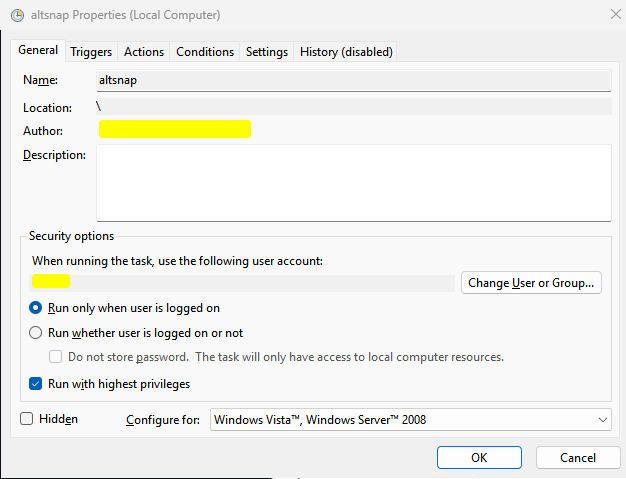 altsnap Properties (Local Computer)
General Triggers Actions Conditions Settings History (disabled)
Name: altsnap
Location: \
Author:
Description:
Security options
When running the task, use the following user account:
Change User or Group...
Run only when user is logged on
Run whether user is logged on or not
Do not store password. The task will only have access to local computer resources.
Run with highest privileges
Hidden Configure for: Windows Vista™, Windows Server™ 2008
OK Cancel